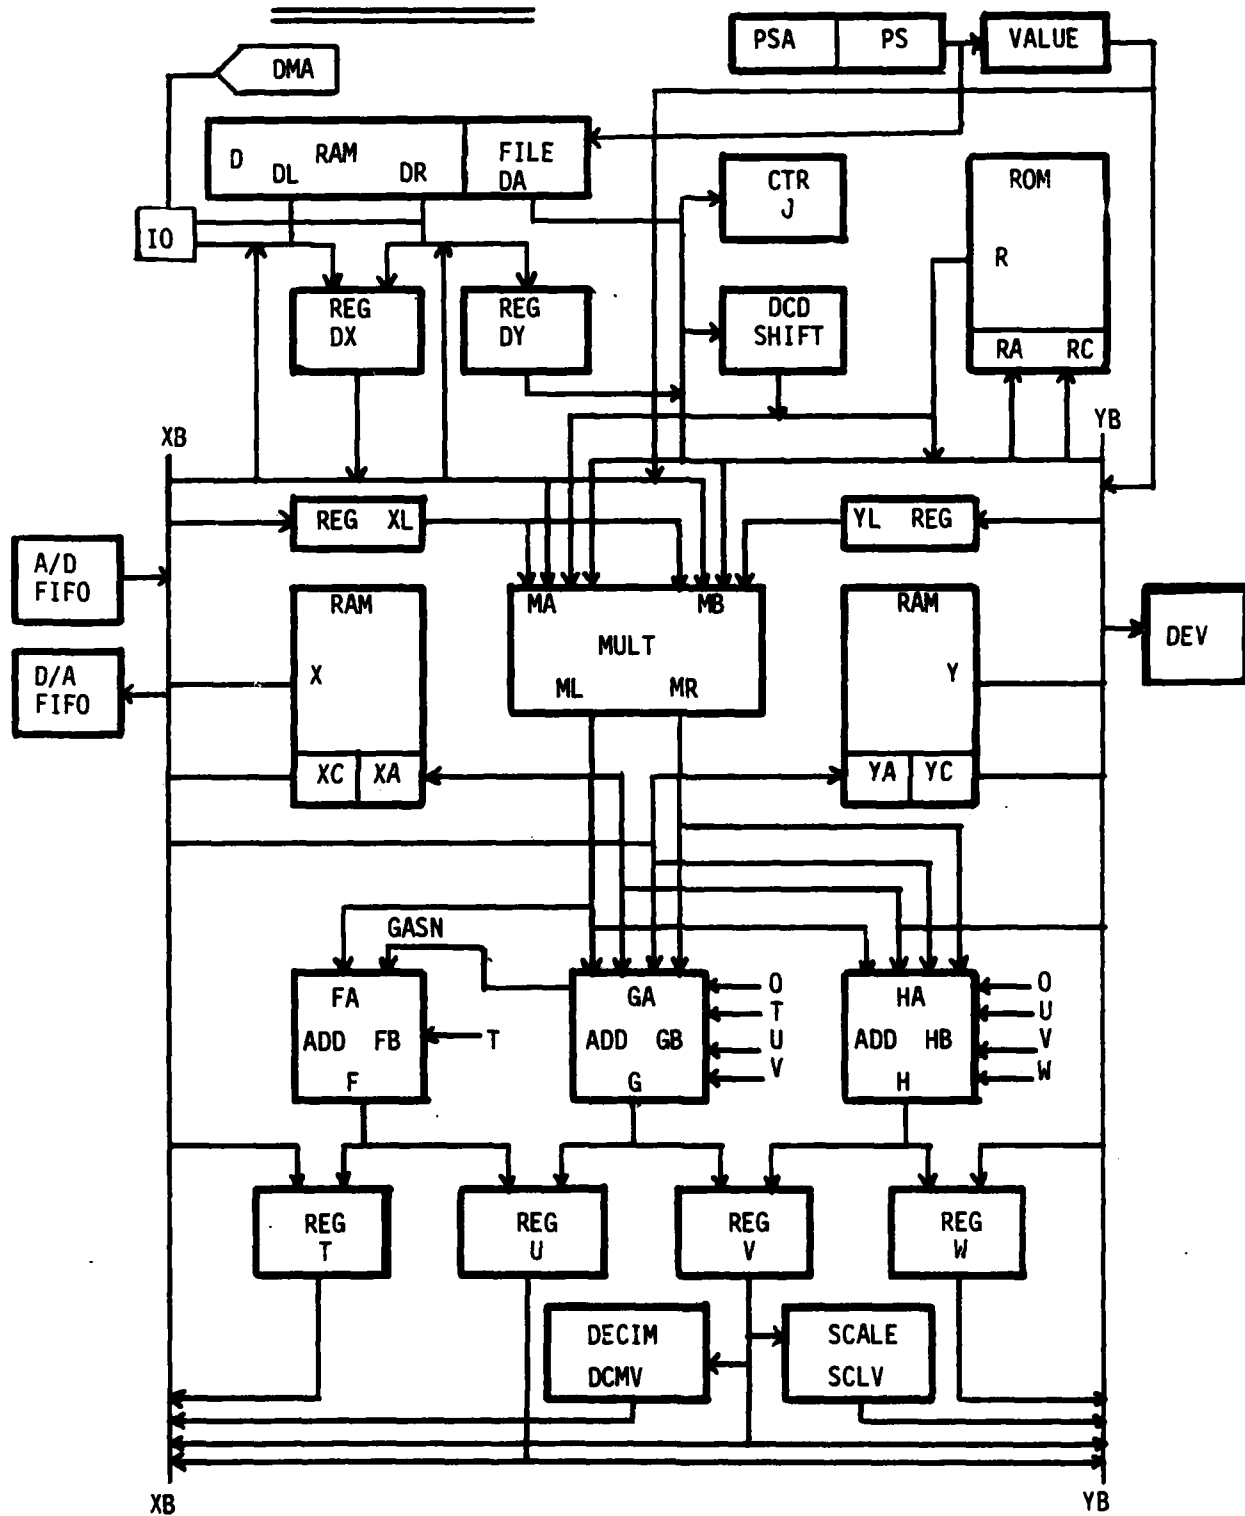 PSA PS VALUE
DMA
D RAM FILE
DL DR DA
CTR
J
ROM
IO
R
REG
DX
REG
DY
DCD
SHIFT
RA RC
XB
YB
REG XL
YL REG
A/D
FIFO
RAM
MA MB
RAM
MULT
DEV
D/A
FIFO
X
ML MR
Y
XC XA
YA YC
GASN
FA
ADD FB
F
T
GA
ADD GB
G
O
T
U
V
HA
ADD HB
H
O
U
V
W
REG
T
REG
U
REG
V
REG
W
DECIM
DCMV
SCALE
SCLV
XB
YB